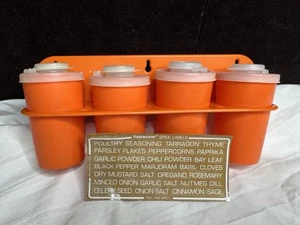 Tupperware SPICE LABELS
POULTRY SEASONING TARRAGON THYME
PARSLEY FLAKES PEPPERCORNS PAPRIKA
GARLIC POWDER CHILI POWDER BAY LEAF
BLACK PEPPER MARJORAM BASIL CLOVES
DRY MUSTARD SALT OREGANO ROSEMARY
MINCED ONION GARLIC SALT NUTMEG DILL
CELERY SEED ONION SALT CINNAMON SAGE